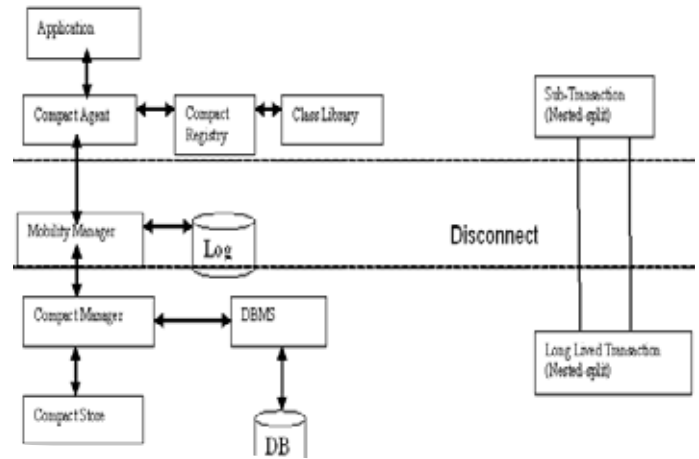 Application
Compact Agent
Compact
Registry
Class Library
Sub-Transaction
(Nested-split)
Mobility Manager
Log
Disconnect
Compact Manager
DBMS
Long Lived Transaction
(Nested-split)
Compact Store
DB